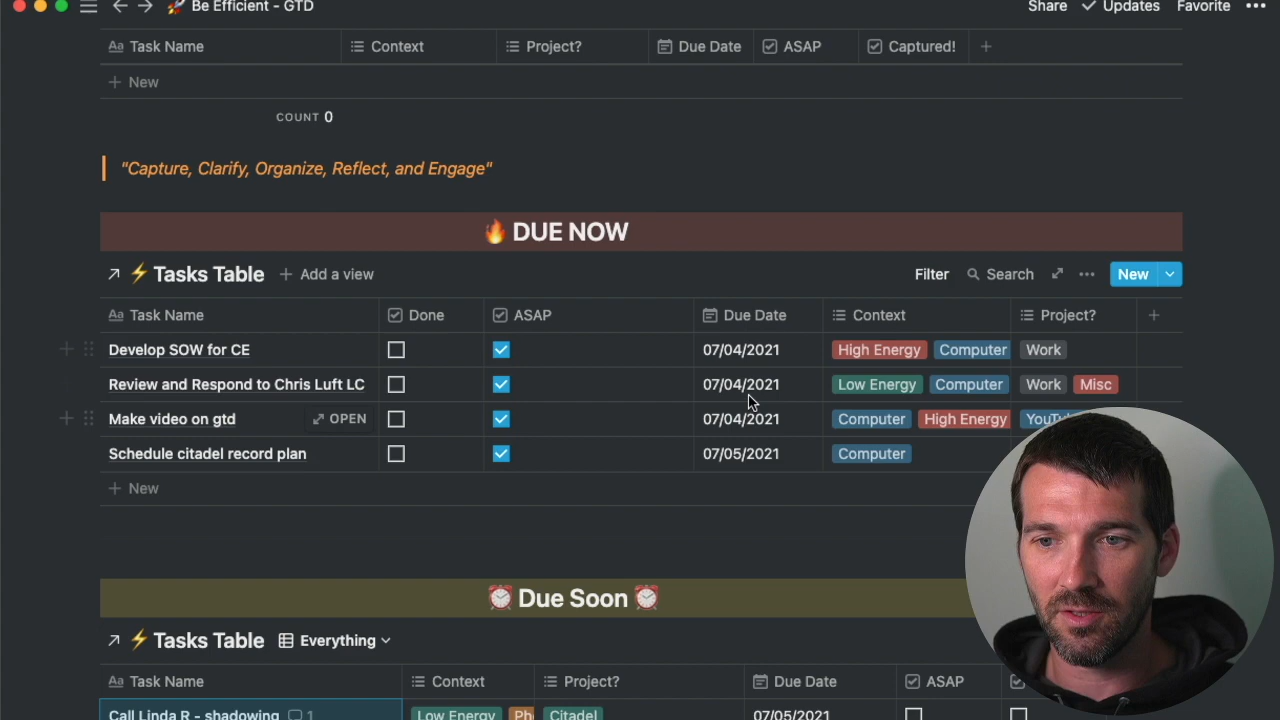 Be Efficient - GTD Share Updates Favorite
Task Name Context Project? Due Date ASAP Captured!
New
COUNT 0
"Capture, Clarify, Organize, Reflect, and Engage"
DUE NOW
Tasks Table Add a view Filter Search New
Task Name Done ASAP Due Date Context Project?
Develop SOW for CE 07/04/2021 High Energy Computer Work
Review and Respond to Chris Luft LC 07/04/2021 Low Energy Computer Work Misc
Make video on gtd OPEN 07/04/2021 Computer High Energy
Schedule citadel record plan 07/05/2021 Computer
New
Due Soon
Tasks Table Everything
Task Name Context Project? Due Date ASAP
Call Linda R - shadowing 1 Low Energy Citadel 07/05/2021